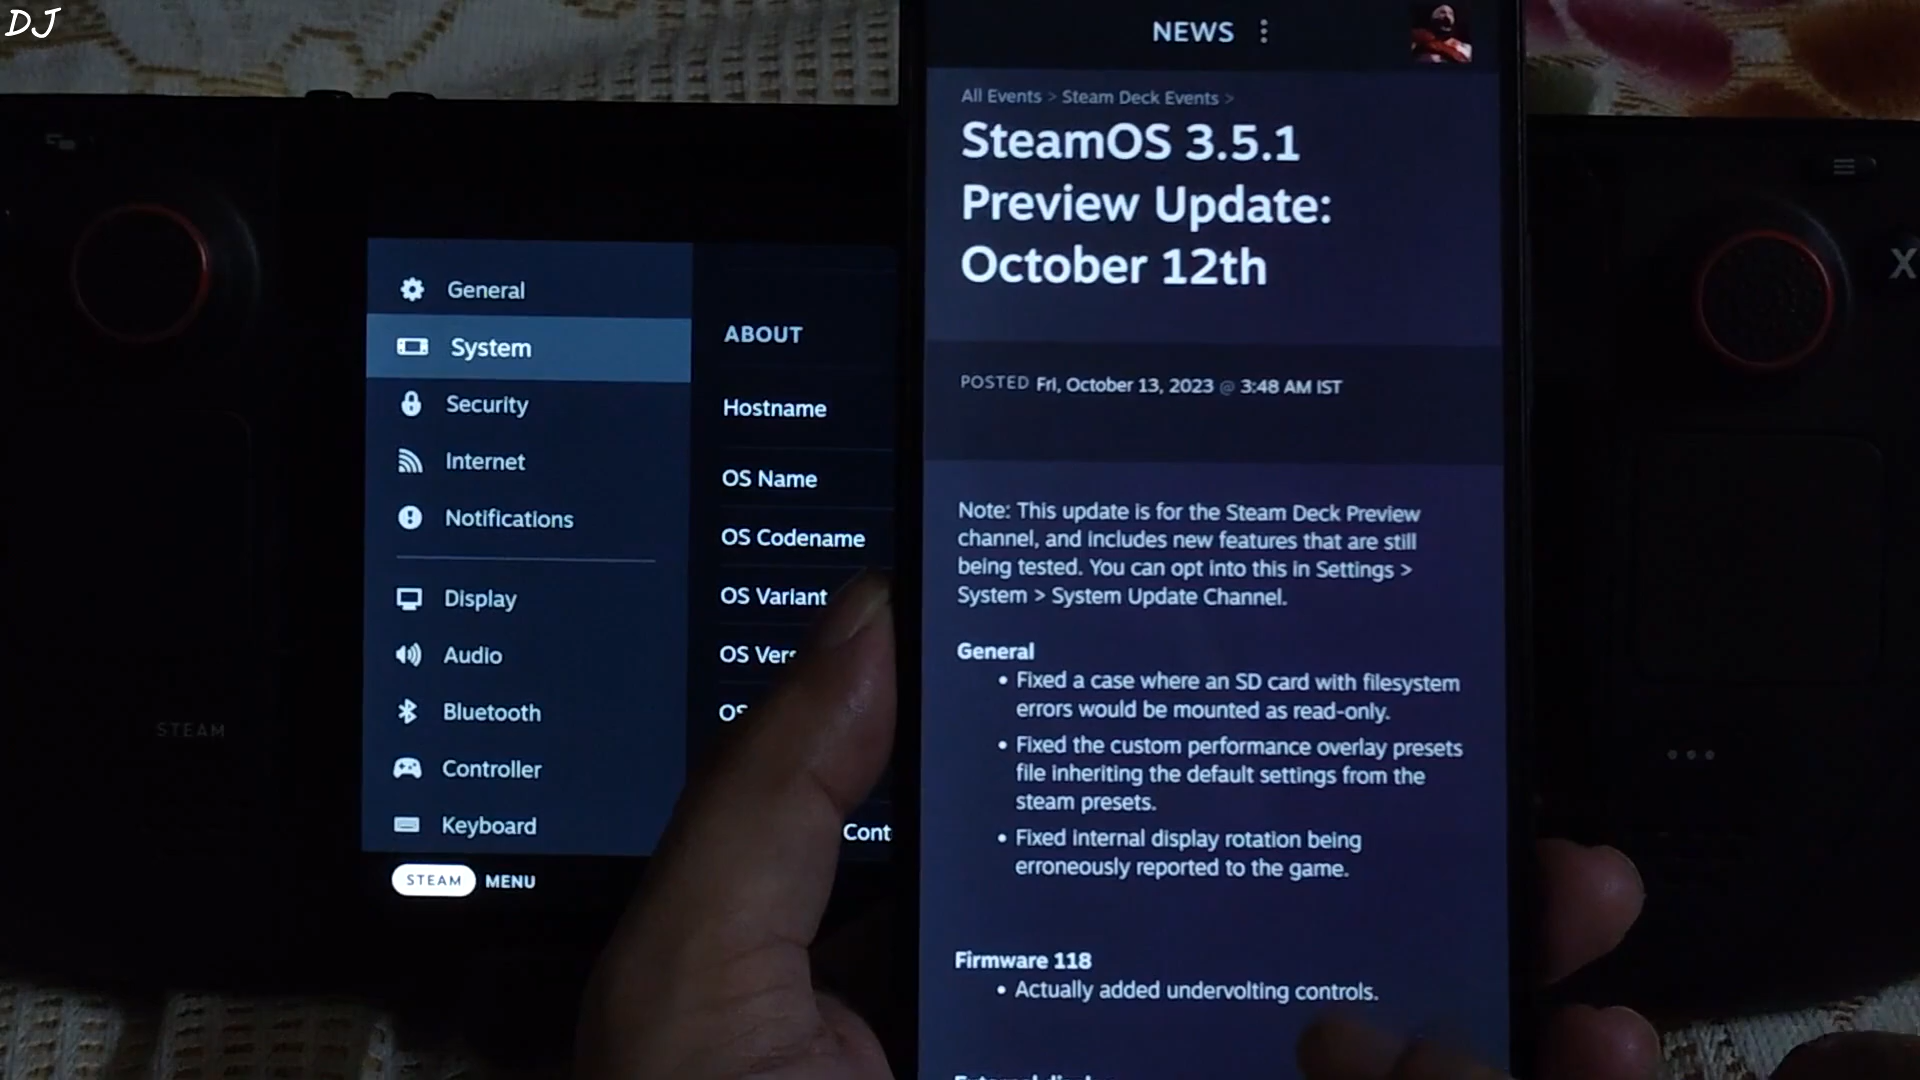 DJ
General
System
Security
Internet
Notifications
Display
Audio
Bluetooth
Controller
Keyboard
STEAM MENU
ABOUT
Hostname
OS Name
OS Codename
OS Variant
OS
OS
STEAM
NEWS
All Events > Steam Deck Events >
SteamOS 3.5.1
Preview Update:
October 12th
POSTED Fri, October 13, 2023 @ 3:48 AM IST
Note: This update is for the Steam Deck Preview
channel, and includes new features that are still
being tested. You can opt into this in Settings >
System > System Update Channel.
General
• Fixed a case where an SD card with filesystem
errors would be mounted as read-only.
• Fixed the custom performance overlay presets
file inheriting the default settings from the
steam presets.
• Fixed internal display rotation being
erroneously reported to the game.
Firmware 118
• Actually added undervolting controls.
X